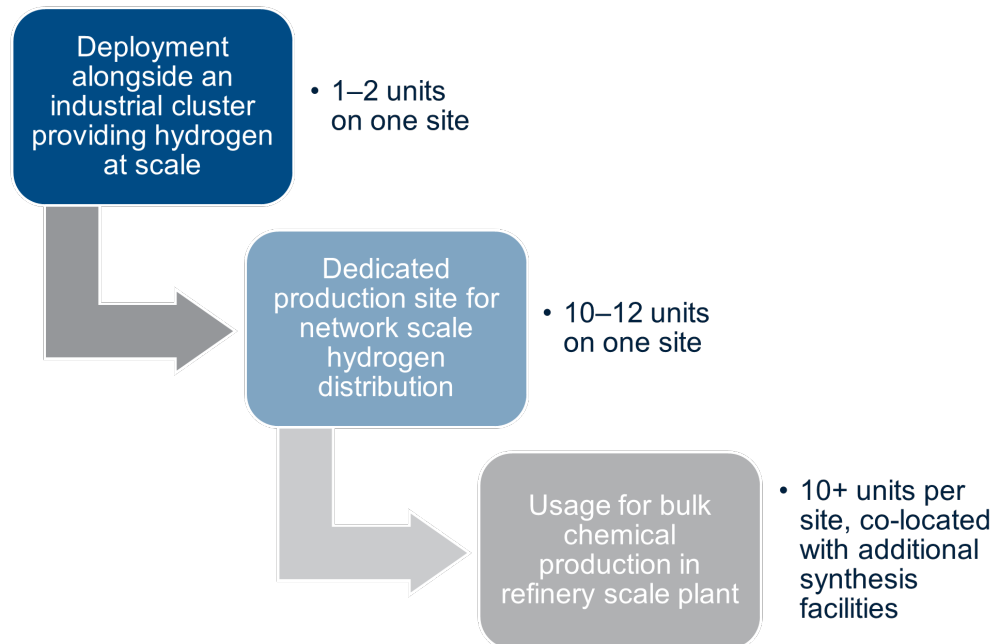 Deployment
alongside an
industrial cluster
providing hydrogen
at scale
• 1–2 units
on one site
Dedicated
production site for
network scale
hydrogen
distribution
• 10–12 units
on one site
Usage for bulk
chemical
production in
refinery scale plant
• 10+ units per
site, co-located
with additional
synthesis
facilities